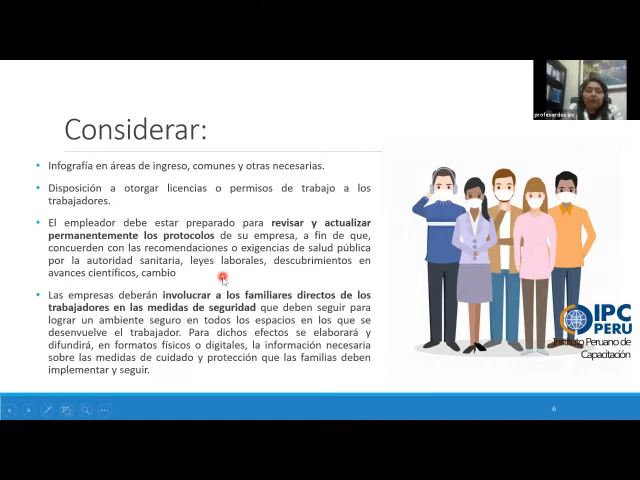 profesordos ipc
Considerar:
• Infografía en áreas de ingreso, comunes y otras necesarias.
• Disposición a otorgar licencias o permisos de trabajo a los
trabajadores.
• El empleador debe estar preparado para revisar y actualizar
permanentemente los protocolos de su empresa, a fin de que,
concuerden con las recomendaciones o exigencias de salud pública
por la autoridad sanitaria, leyes laborales, descubrimientos en
avances científicos, cambio
• Las empresas deberán involucrar a los familiares directos de los
trabajadores en las medidas de seguridad que deben seguir para
lograr un ambiente seguro en todos los espacios en los que se
desenvuelve el trabajador. Para dichos efectos se elaborará y
difundirá, en formatos físicos o digitales, la información necesaria
sobre las medidas de cuidado y protección que las familias deben
implementar y seguir.
IPC
PERU
Instituto Peruano de
Capacitación
6